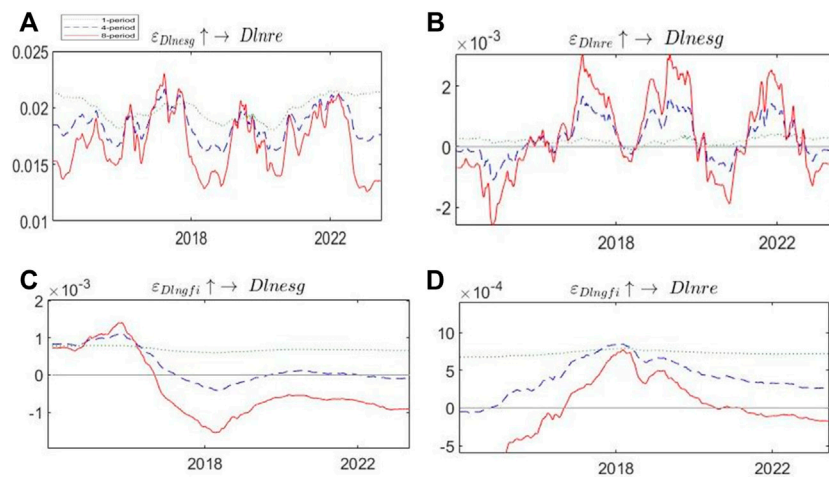 A
1-period
4-period
8-period
ε_Dlnesg ↑ → Dlnre
0.025
0.02
0.015
0.01
2018
2022
B
×10⁻³
ε_Dlnre ↑ → Dlnesg
2
0
-2
2018
2022
C
×10⁻³
ε_Dlngfi ↑ → Dlnesg
2
1
0
-1
2018
2022
D
×10⁻⁴
ε_Dlngfi ↑ → Dlnre
10
5
0
-5
2018
2022